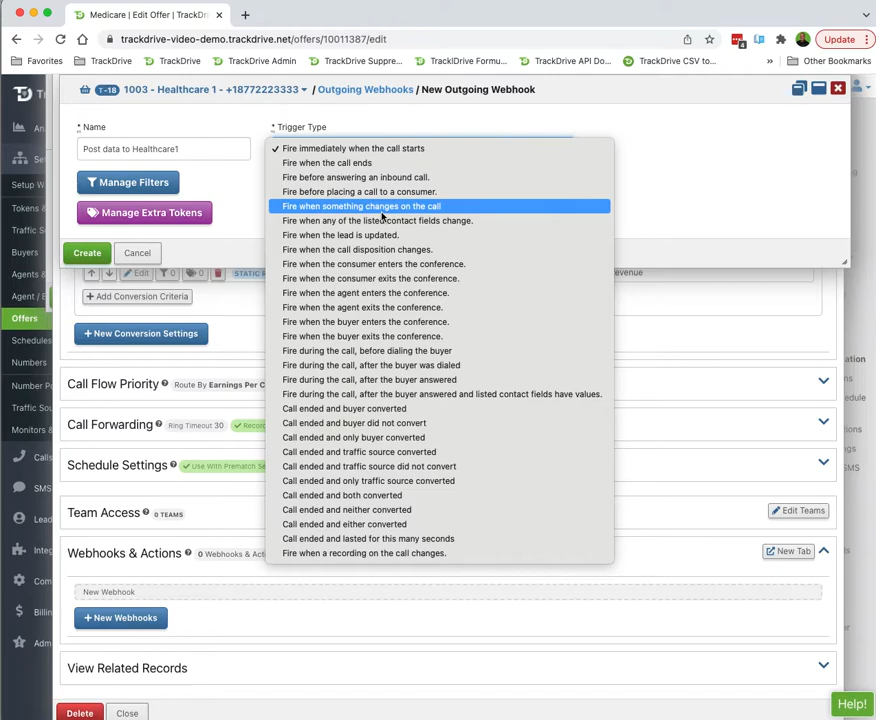 Medicare | Edit Offer | TrackDri
trackdrive-video-demo.trackdrive.net/offers/10011387/edit
4
Update
Favorites TrackDrive TrackDrive TrackDrive Admin TrackDrive Suppre... TracklDrive Formu... TrackDrive API Do... TrackDrive CSV to... » Other Bookmarks
T-18 1003 - Healthcare 1 - +18772223333 / Outgoing Webhooks / New Outgoing Webhook
* Name
* Trigger Type
Post data to Healthcare1
Manage Filters
Manage Extra Tokens
Create
Cancel
✓ Fire immediately when the call starts
Fire when the call ends
Fire before answering an inbound call.
Fire before placing a call to a consumer.
Fire when something changes on the call
Fire when any of the listed contact fields change.
Fire when the lead is updated.
Fire when the call disposition changes.
Fire when the consumer enters the conference.
Fire when the consumer exits the conference.
Fire when the agent enters the conference.
Fire when the agent exits the conference.
Fire when the buyer enters the conference.
Fire when the buyer exits the conference.
Fire during the call, before dialing the buyer
Fire during the call, after the buyer was dialed
Fire during the call, after the buyer answered
Fire during the call, after the buyer answered and listed contact fields have values.
Call ended and buyer converted
Call ended and buyer did not convert
Call ended and only buyer converted
Call ended and traffic source converted
Call ended and traffic source did not convert
Call ended and only traffic source converted
Call ended and both converted
Call ended and neither converted
Call ended and either converted
Call ended and lasted for this many seconds
Fire when a recording on the call changes.
Setup W
Tokens &
Traffic S
Buyers
Agents &
Agent / E
Offers
Schedules
Numbers
Number P
Traffic Sou
Monitors &
Calls
SMS
Lead
Integ
Com
Billin
Adm
Edit 0 0 STATIC evenue
+ Add Conversion Criteria
+ New Conversion Settings
Call Flow Priority Route By Earnings Per C
Call Forwarding Ring Timeout 30 Record
Schedule Settings Use With Prematch Se
Team Access 0 TEAMS
Edit Teams
Webhooks & Actions 0 Webhooks & Act
New Tab
New Webhook
+ New Webhooks
View Related Records
Delete
Close
Help!